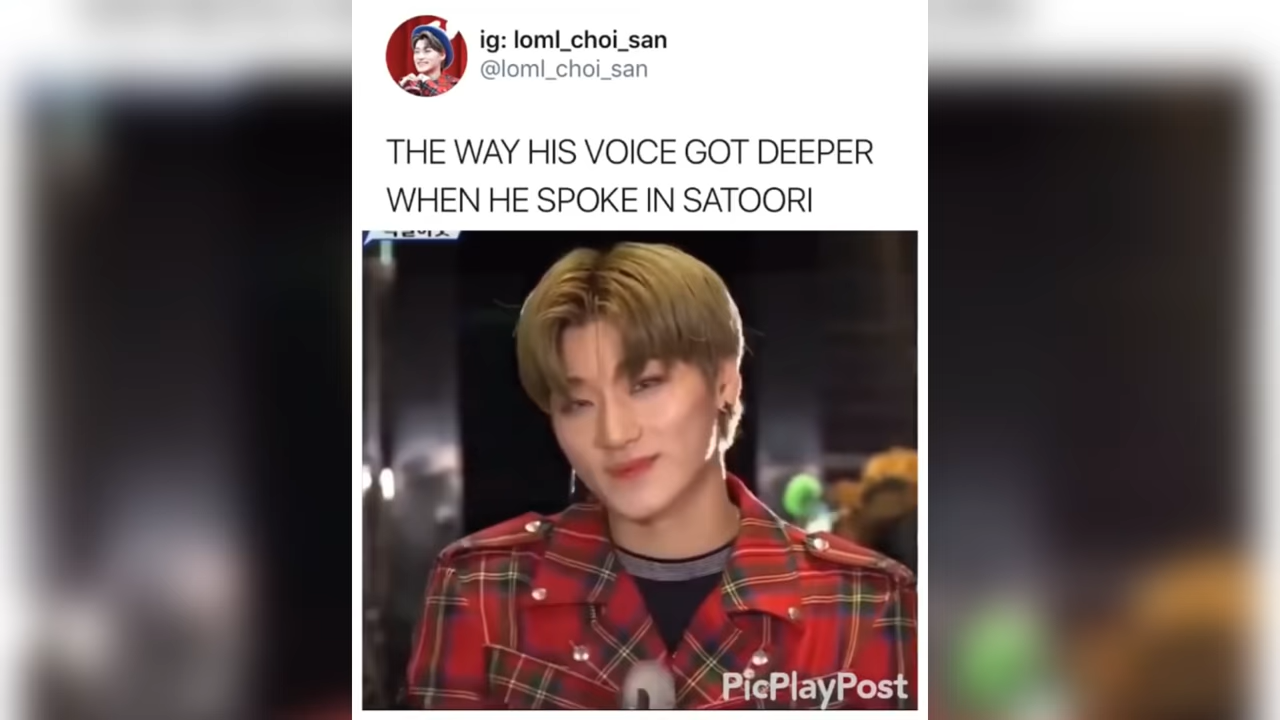 ig: loml_choi_san
@loml_choi_san
THE WAY HIS VOICE GOT DEEPER
WHEN HE SPOKE IN SATOORI
PicPlayPost